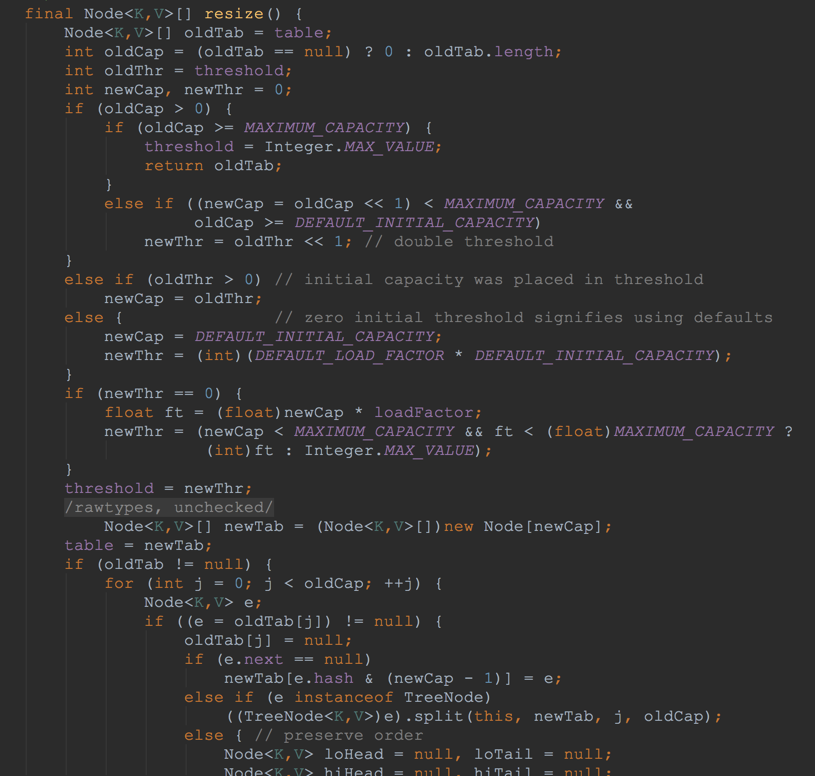 final Node<K,V>[] resize() {
    Node<K,V>[] oldTab = table;
    int oldCap = (oldTab == null) ? 0 : oldTab.length;
    int oldThr = threshold;
    int newCap, newThr = 0;
    if (oldCap > 0) {
        if (oldCap >= MAXIMUM_CAPACITY) {
            threshold = Integer.MAX_VALUE;
            return oldTab;
        }
        else if ((newCap = oldCap << 1) < MAXIMUM_CAPACITY &&
                 oldCap >= DEFAULT_INITIAL_CAPACITY)
            newThr = oldThr << 1; // double threshold
    }
    else if (oldThr > 0) // initial capacity was placed in threshold
        newCap = oldThr;
    else {               // zero initial threshold signifies using defaults
        newCap = DEFAULT_INITIAL_CAPACITY;
        newThr = (int)(DEFAULT_LOAD_FACTOR * DEFAULT_INITIAL_CAPACITY);
    }
    if (newThr == 0) {
        float ft = (float)newCap * loadFactor;
        newThr = (newCap < MAXIMUM_CAPACITY && ft < (float)MAXIMUM_CAPACITY ?
                  (int)ft : Integer.MAX_VALUE);
    }
    threshold = newThr;
    /rawtypes, unchecked/
        Node<K,V>[] newTab = (Node<K,V>[])new Node[newCap];
    table = newTab;
    if (oldTab != null) {
        for (int j = 0; j < oldCap; ++j) {
            Node<K,V> e;
            if ((e = oldTab[j]) != null) {
                oldTab[j] = null;
                if (e.next == null)
                    newTab[e.hash & (newCap - 1)] = e;
                else if (e instanceof TreeNode)
                    ((TreeNode<K,V>)e).split(this, newTab, j, oldCap);
                else { // preserve order
                    Node<K,V> loHead = null, loTail = null;
                    Node<K,V> hiHead = null, hiTail = null;